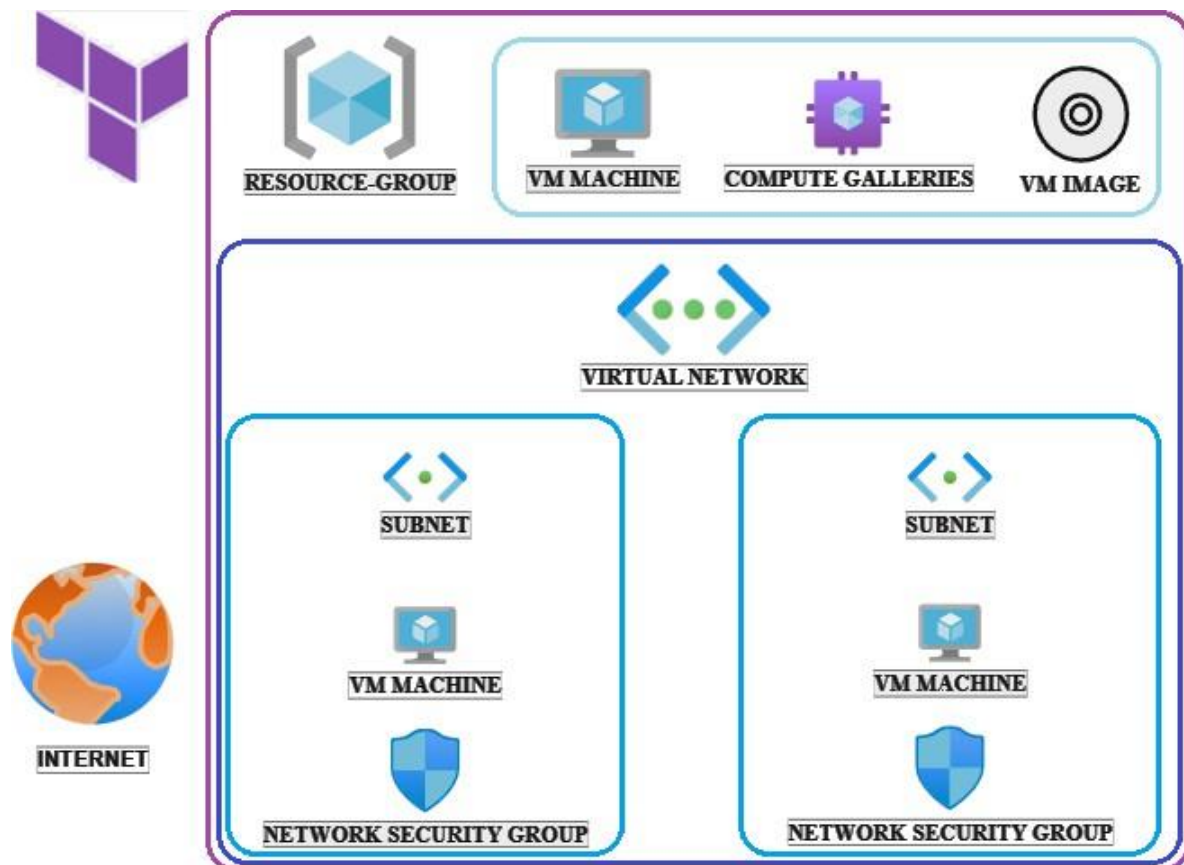 RESOURCE-GROUP
VM MACHINE
COMPUTE GALLERIES
VM IMAGE
VIRTUAL NETWORK
SUBNET
SUBNET
VM MACHINE
VM MACHINE
INTERNET
NETWORK SECURITY GROUP
NETWORK SECURITY GROUP